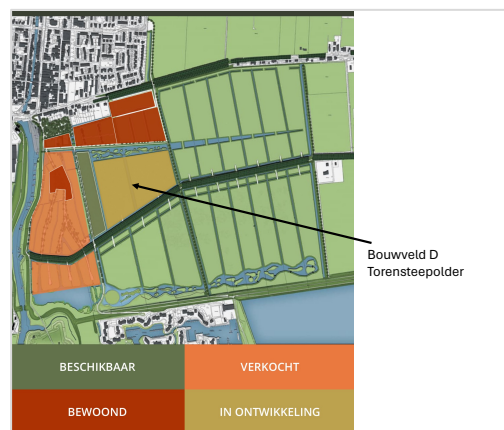 Bouwveld D
Torensteepolder
BESCHIKBAAR
VERKOCHT
BEWOOND
IN ONTWIKKELING